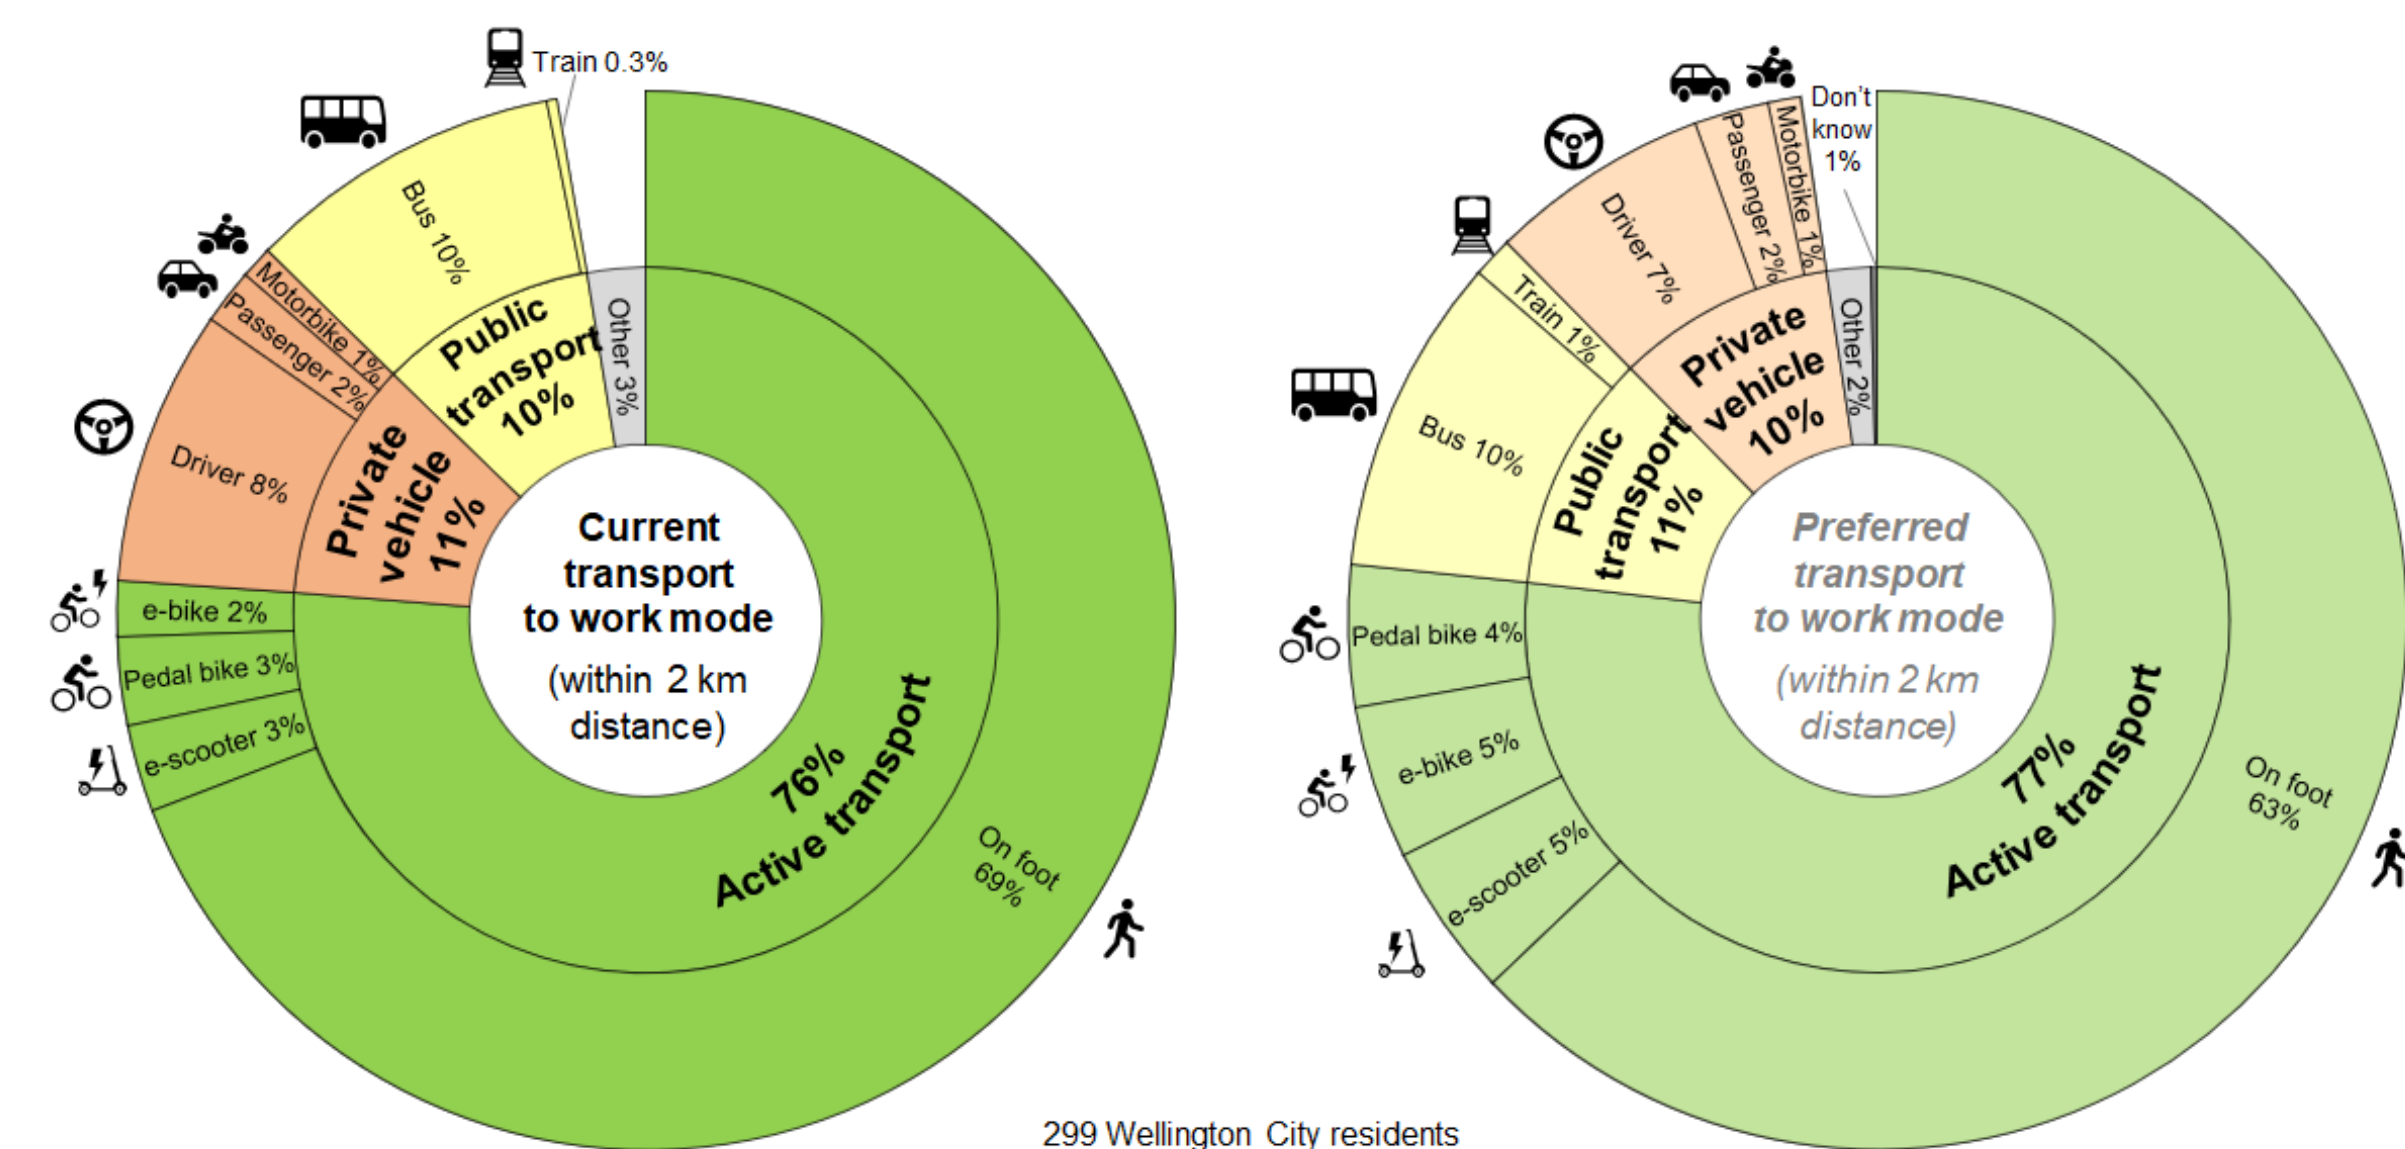 Train 0.3%
Bus 10%
Motorbike 1%
Passenger 2%
Driver 8%
e-bike 2%
Pedal bike 3%
e-scooter 3%
Public
transport
10%
Other 3%
Private
vehicle
11%
Current
transport
to work mode
(within 2 km
distance)
76%
Active transport
On foot
69%
Don't
know
1%
Motorbike 1%
Passenger 2%
Driver 7%
Train 1%
Bus 10%
Pedal bike 4%
e-bike 5%
e-scooter 5%
Private
vehicle
10%
Other 2%
Public
transport
11%
Preferred
transport
to work mode
(within 2 km
distance)
77%
Active transport
On foot
63%
299 Wellington City residents